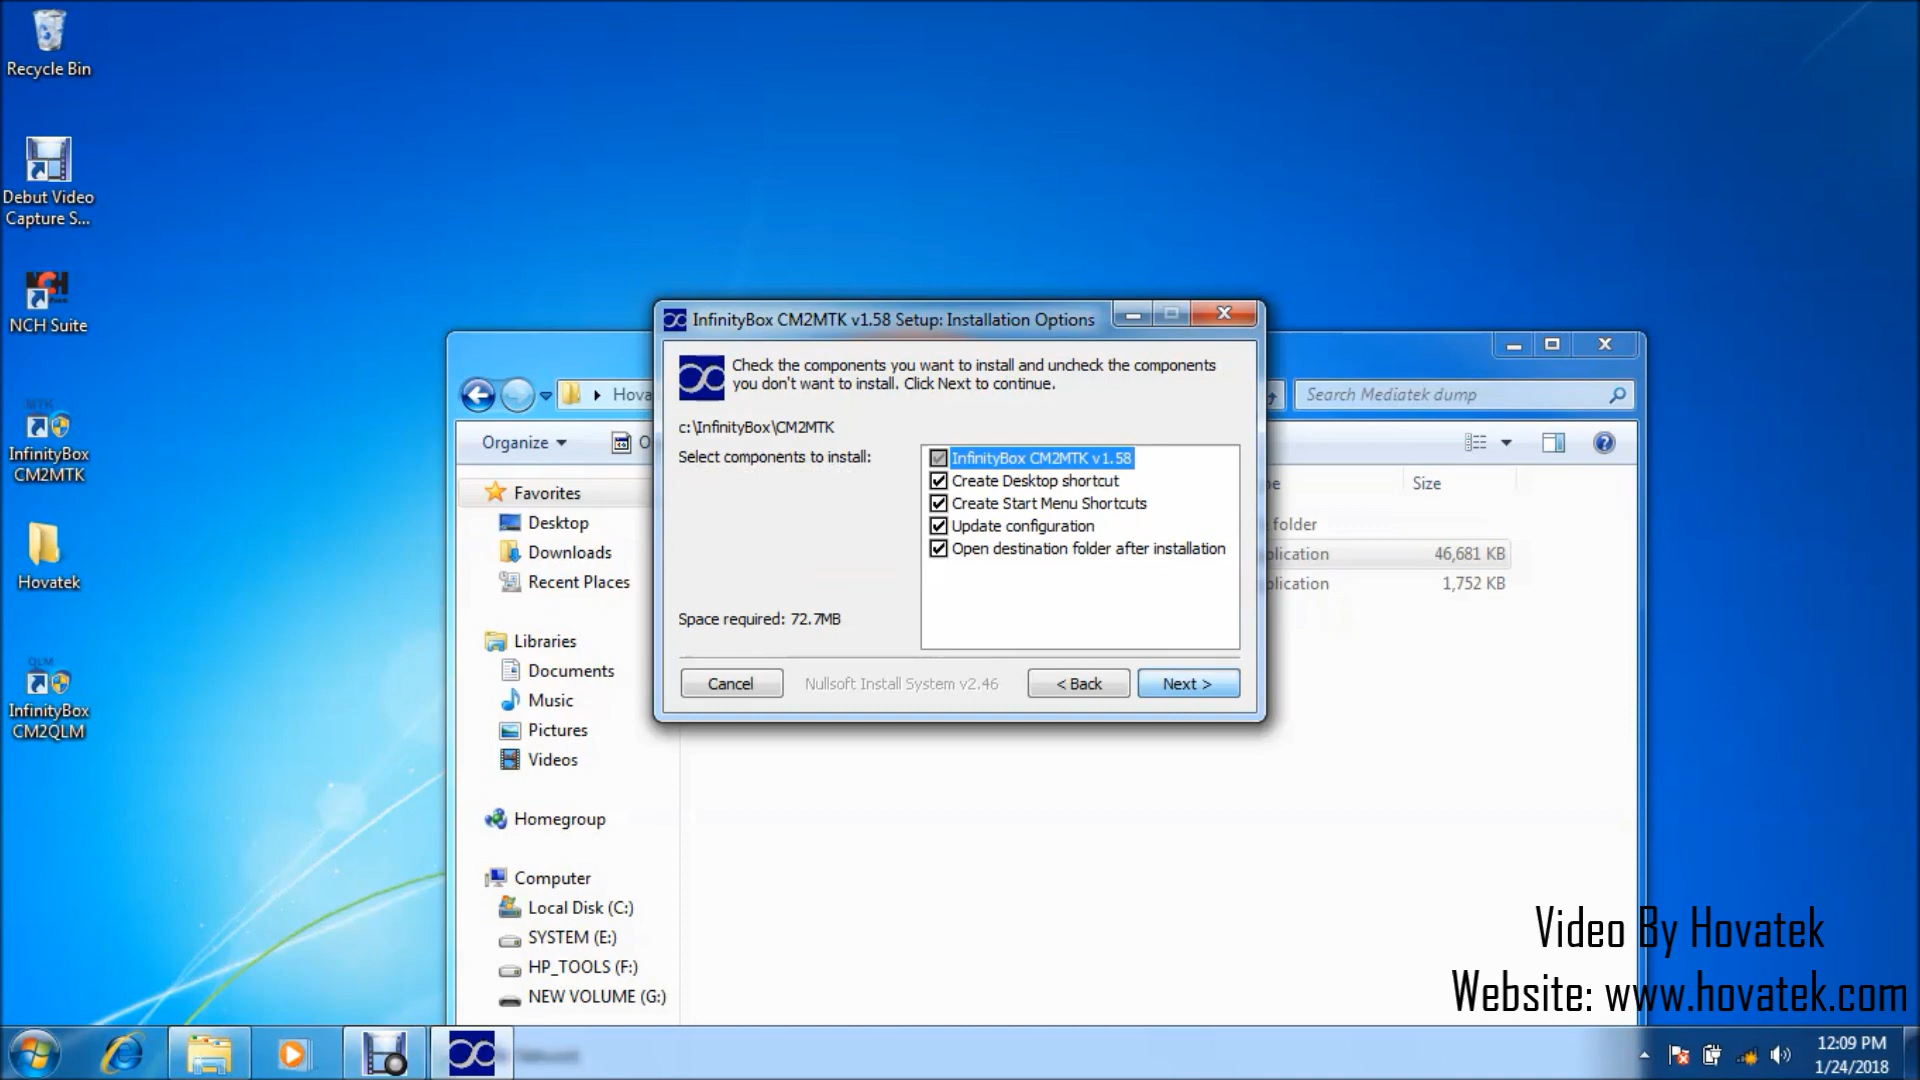 Recycle Bin
Debut Video
Capture S...
NCH Suite
InfinityBox
CM2MTK
Hovatek
QLM
InfinityBox
CM2QLM
InfinityBox CM2MTK v1.58 Setup: Installation Options
Check the components you want to install and uncheck the components
you don't want to install. Click Next to continue.
c:\InfinityBox\CM2MTK
Select components to install:
InfinityBox CM2MTK v1.58
Create Desktop shortcut
Create Start Menu Shortcuts
Update configuration
Open destination folder after installation
Space required: 72.7MB
Cancel
Nullsoft Install System v2.46
< Back
Next >
Hova
Search Mediatek dump
Organize
Size
folder
46,681 KB
1,752 KB
Favorites
Desktop
Downloads
Recent Places
Libraries
Documents
Music
Pictures
Videos
Homegroup
Computer
Local Disk (C:)
SYSTEM (E:)
HP_TOOLS (F:)
NEW VOLUME (G:)
Video By Hovatek
Website: www.hovatek.com
12:09 PM
1/24/2018